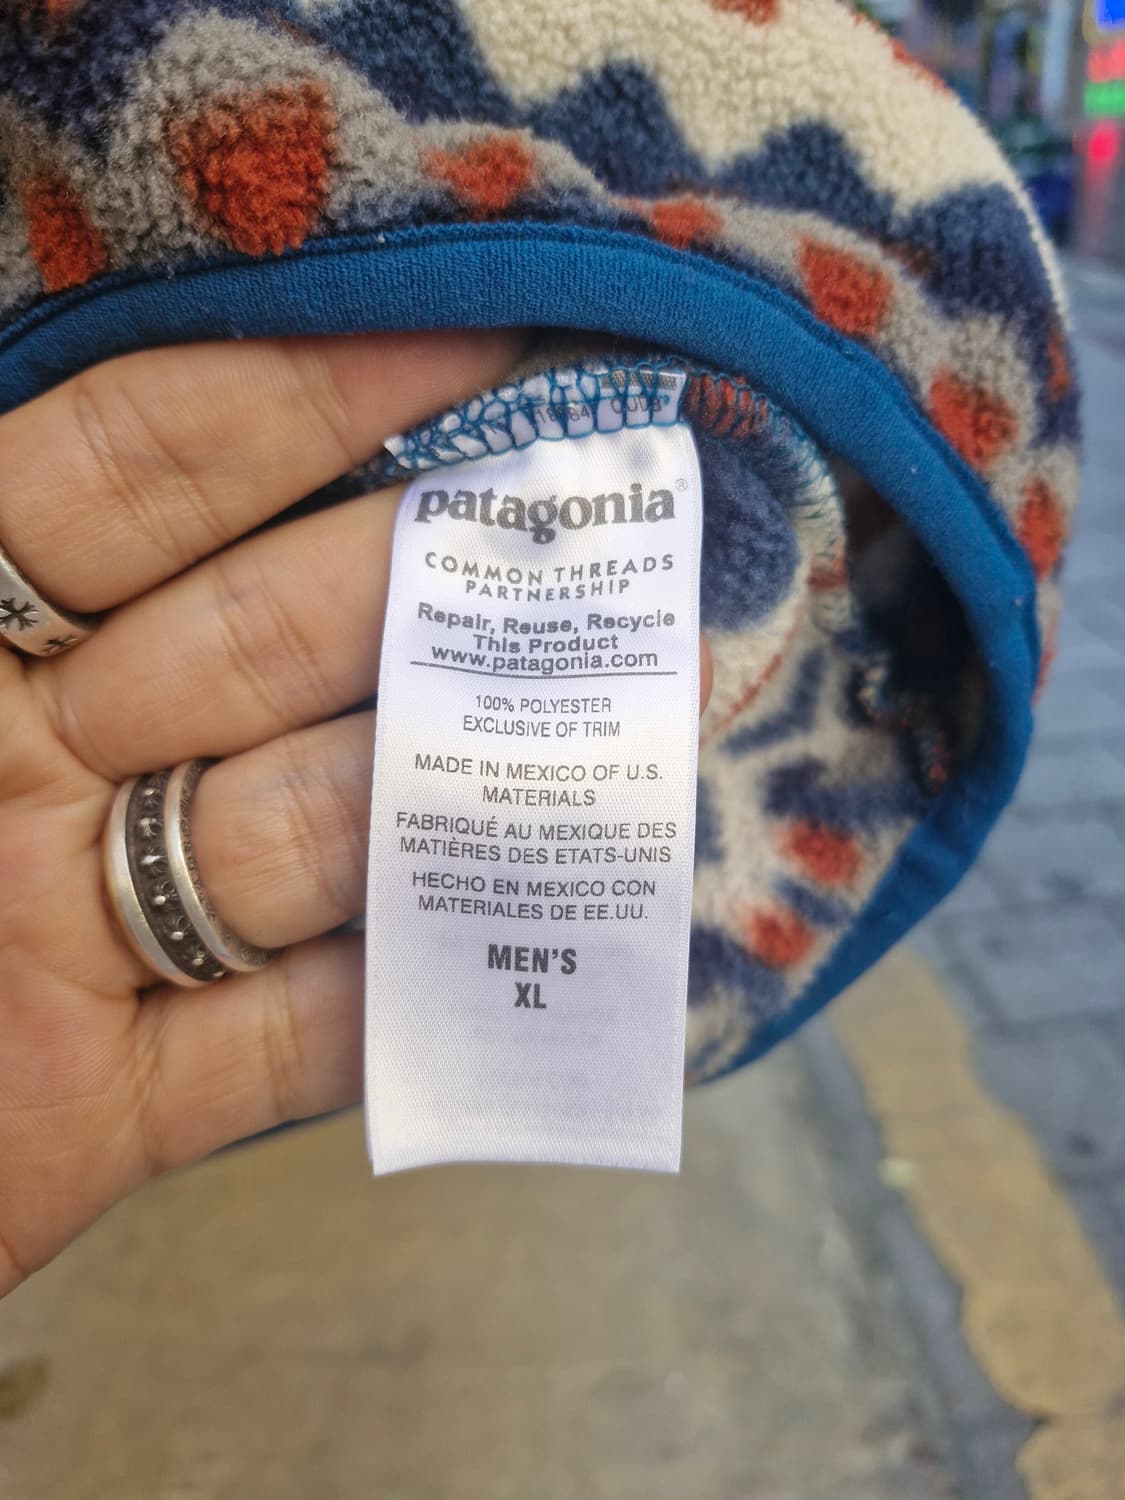 patagonia®
COMMON THREADS
PARTNERSHIP
Repair, Reuse, Recycle
This Product
www.patagonia.com
100% POLYESTER
EXCLUSIVE OF TRIM
MADE IN MEXICO OF U.S.
MATERIALS
FABRIQUÉ AU MEXIQUE DES
MATIÈRES DES ETATS-UNIS
HECHO EN MEXICO CON
MATERIALES DE EE.UU.
MEN'S
XL